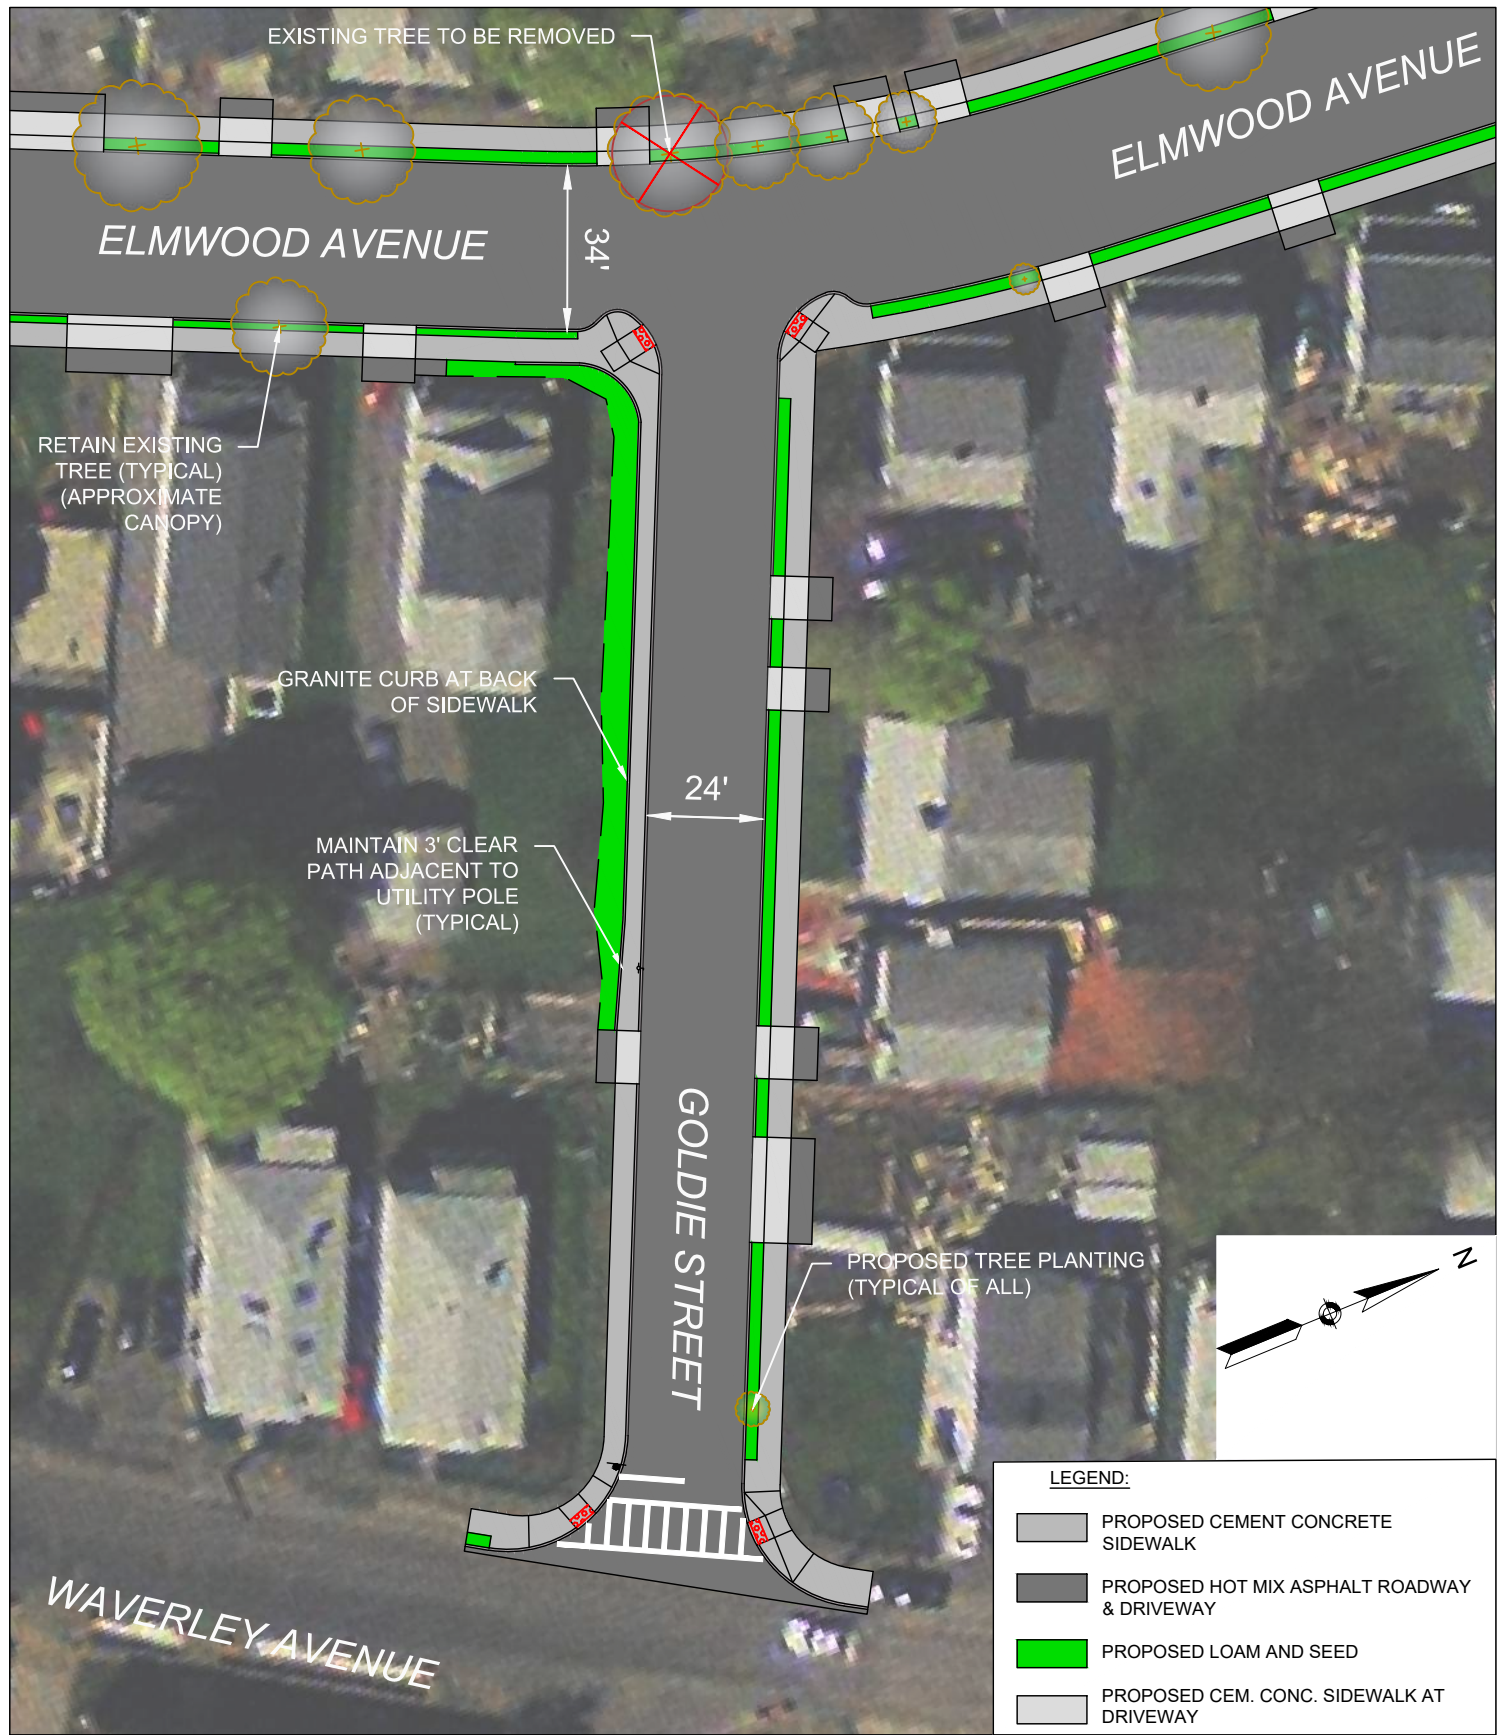 EXISTING TREE TO BE REMOVED
ELMWOOD AVENUE
ELMWOOD AVENUE
34'
RETAIN EXISTING
TREE (TYPICAL)
(APPROXIMATE
CANOPY)
GRANITE CURB AT BACK
OF SIDEWALK
24'
MAINTAIN 3' CLEAR
PATH ADJACENT TO
UTILITY POLE
(TYPICAL)
GOLDIE STREET
PROPOSED TREE PLANTING
(TYPICAL OF ALL)
N
WAVERLEY AVENUE
LEGEND:
PROPOSED CEMENT CONCRETE
SIDEWALK
PROPOSED HOT MIX ASPHALT ROADWAY
& DRIVEWAY
PROPOSED LOAM AND SEED
PROPOSED CEM. CONC. SIDEWALK AT
DRIVEWAY